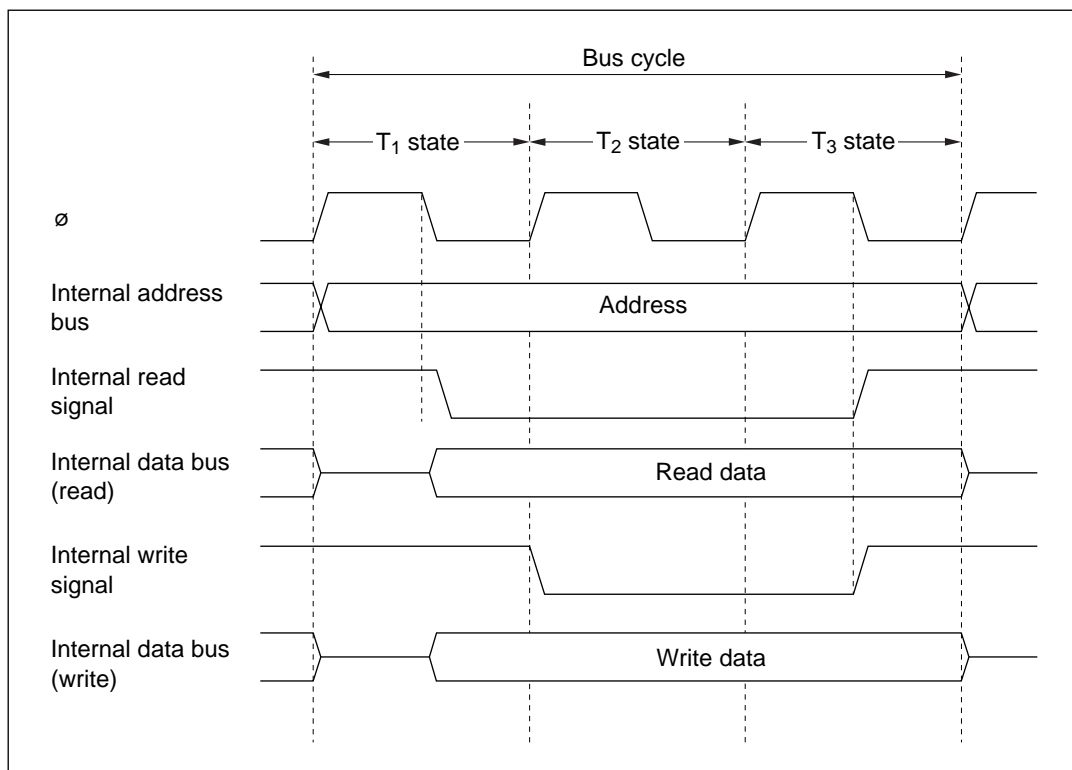 Bus cycle
T₁ state
T₂ state
T₃ state
ø
Internal address
bus
Address
Internal read
signal
Internal data bus
(read)
Read data
Internal write
signal
Internal data bus
(write)
Write data